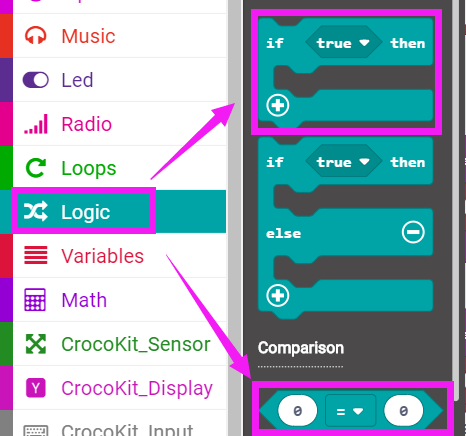 Music
Led
Radio
Loops
Logic
Variables
Math
CrocoKit_Sensor
Y CrocoKit_Display
CrocoKit_Input
if true then
if true then
else
Comparison
0 = 0